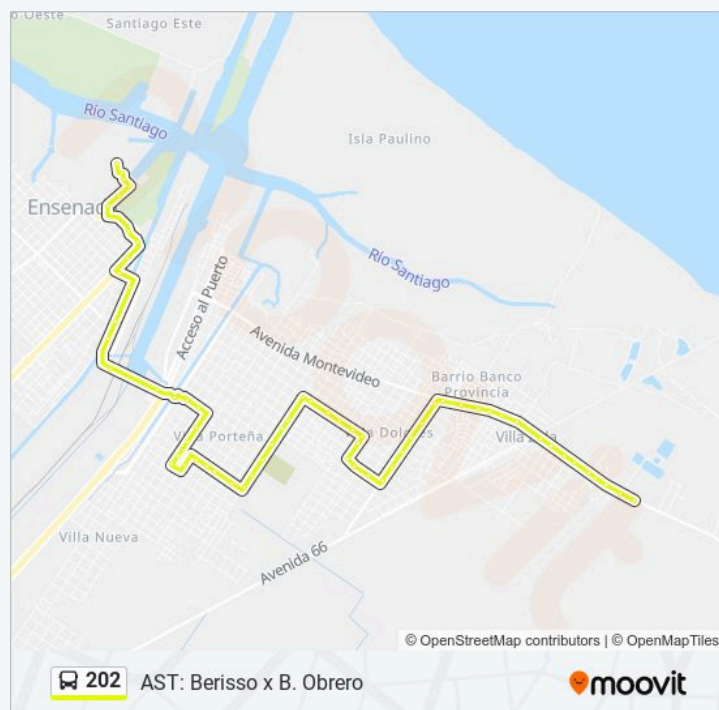 o Oeste
Santiago Este
Río Santiago
Isla Paulino
Ensenad
Río Santiago
Acceso al Puerto
Avenida Montevideo
Barrio Banco
Provincia
Villa Porteña
Villa Nueva
Avenida 66
© OpenStreetMap contributors | © OpenMapTiles
202 AST: Berisso x B. Obrero
moovit